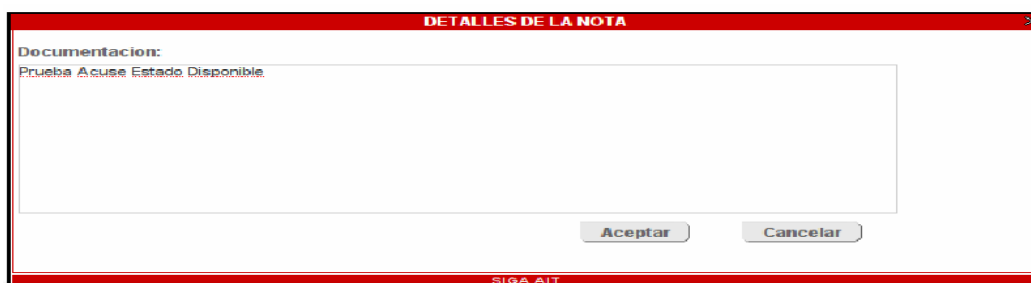 DETALLES DE LA NOTA
Documentacion:
Prueba Acuse Estado Disponible
Aceptar Cancelar
SIGA AIT